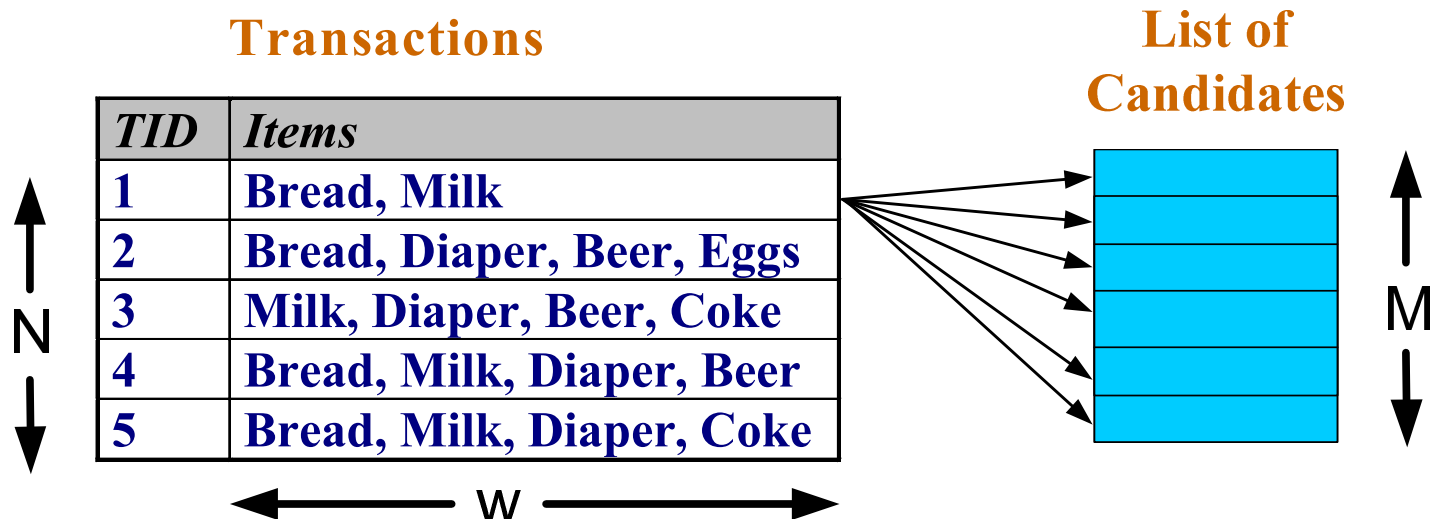 Transactions
List of
Candidates
TID Items
1 Bread, Milk
2 Bread, Diaper, Beer, Eggs
3 Milk, Diaper, Beer, Coke
4 Bread, Milk, Diaper, Beer
5 Bread, Milk, Diaper, Coke
N
M
w